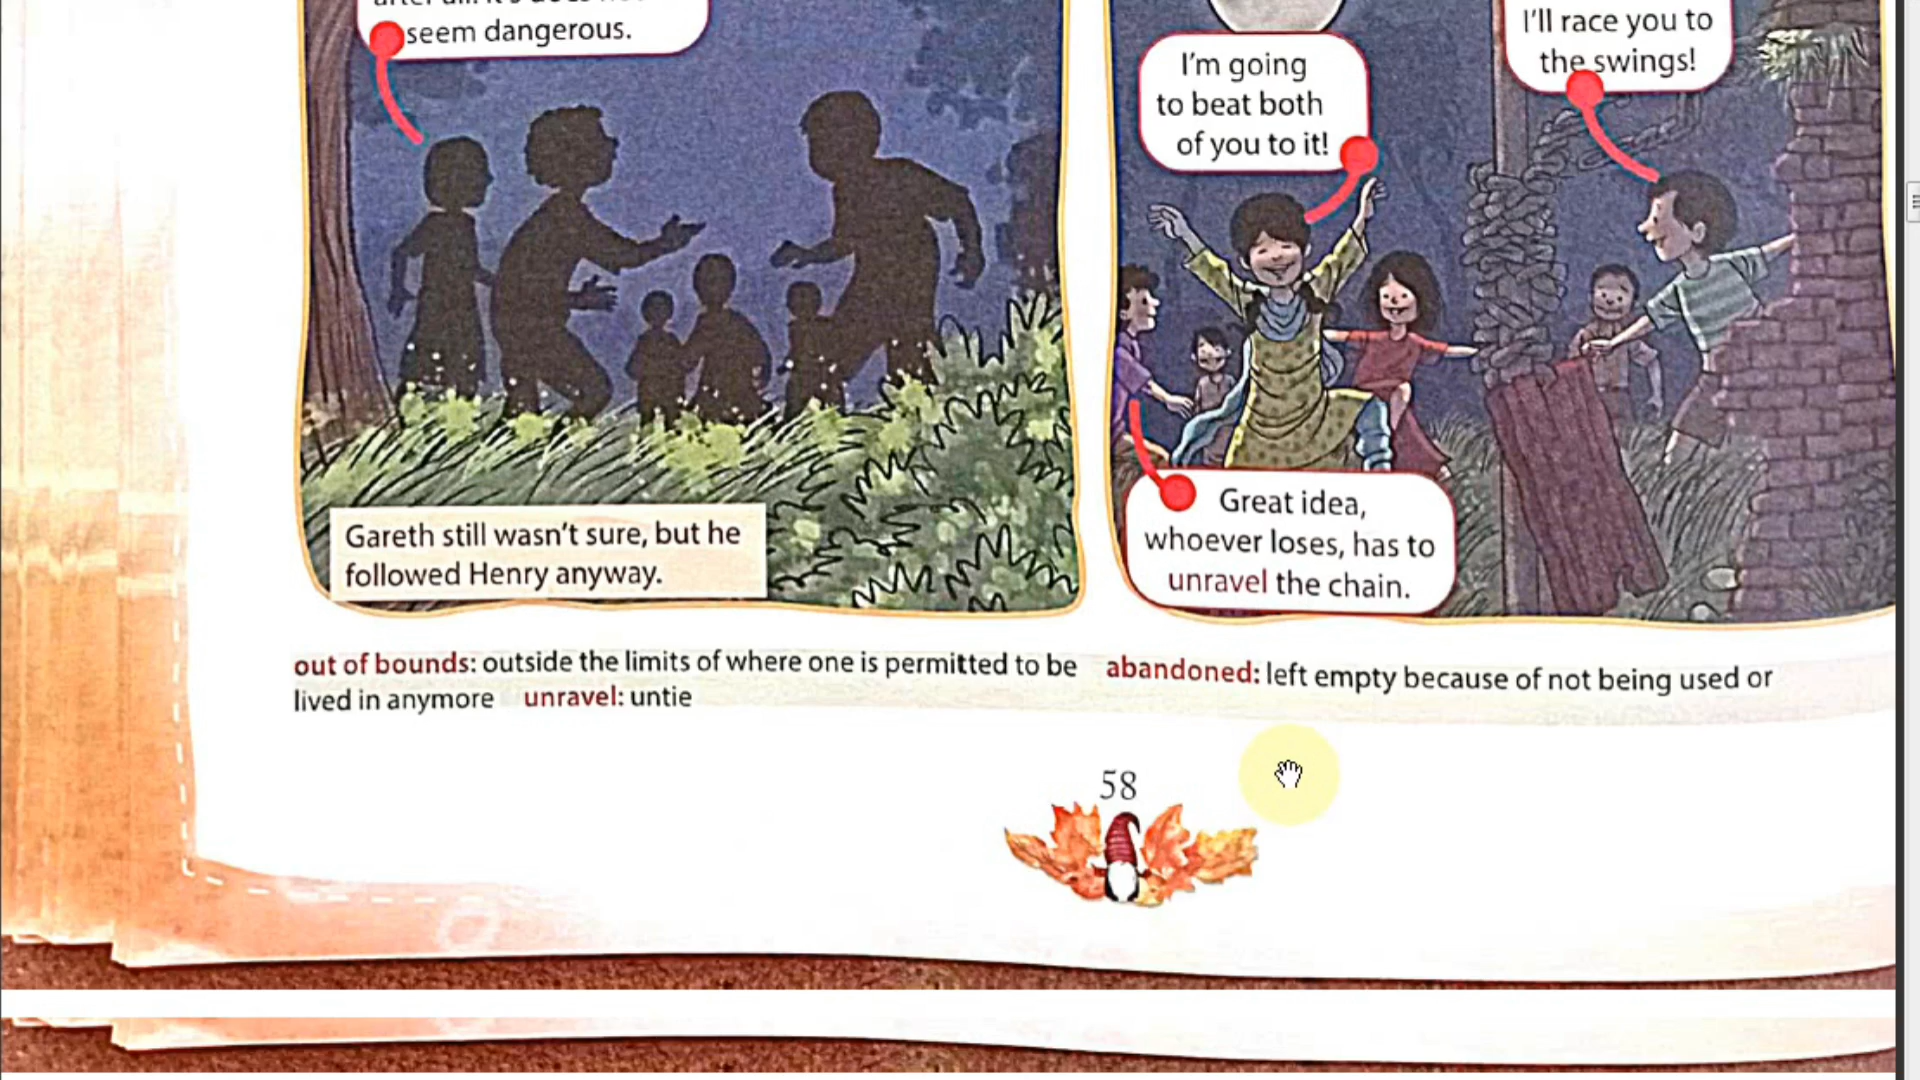 seem dangerous.
Gareth still wasn't sure, but he
followed Henry anyway.
I'm going
to beat both
of you to it!
I'll race you to
the swings!
Great idea,
whoever loses, has to
unravel the chain.
out of bounds: outside the limits of where one is permitted to be abandoned: left empty because of not being used or
lived in anymore unravel: untie
58